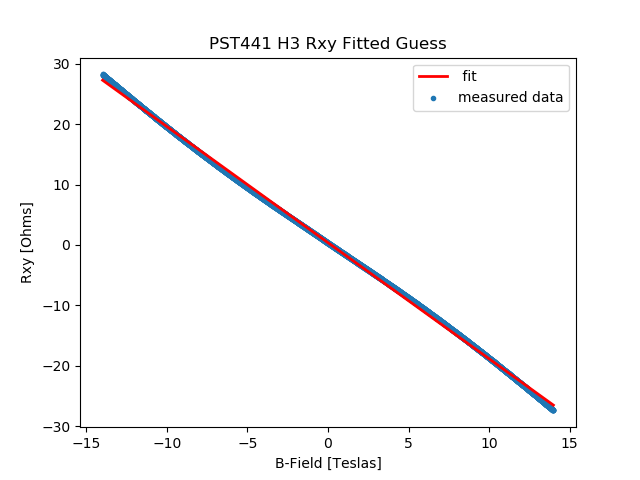 PST441 H3 Rxy Fitted Guess
fit
measured data
30
20
10
0
−10
−20
−30
Rxy [Ohms]
−15
−10
−5
0
5
10
15
B-Field [Teslas]